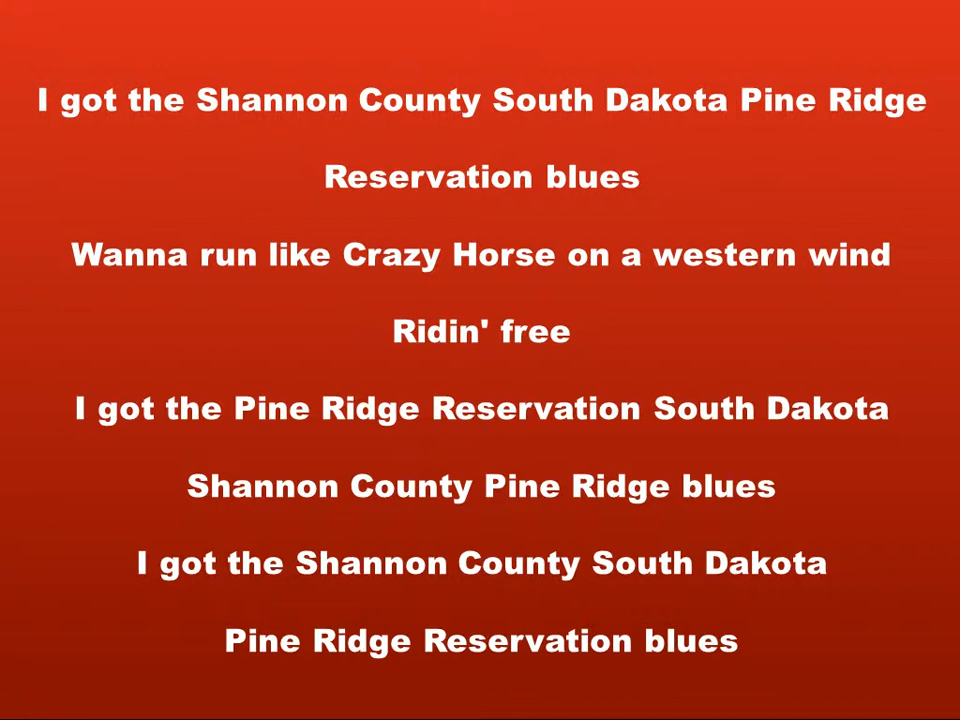 I got the Shannon County South Dakota Pine Ridge
Reservation blues
Wanna run like Crazy Horse on a western wind
Ridin' free
I got the Pine Ridge Reservation South Dakota
Shannon County Pine Ridge blues
I got the Shannon County South Dakota
Pine Ridge Reservation blues